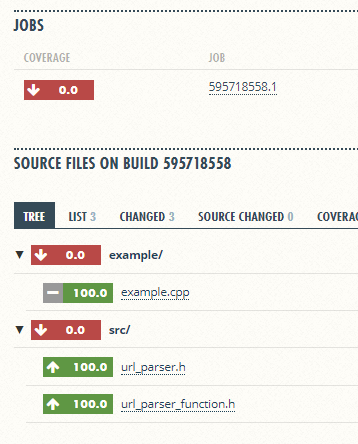 JOBS
COVERAGE JOB
0.0 595718558.1
SOURCE FILES ON BUILD 595718558
TREE LIST 3 CHANGED 3 SOURCE CHANGED 0 COVERAG
0.0 example/
100.0 example.cpp
0.0 src/
100.0 url_parser.h
100.0 url_parser_function.h